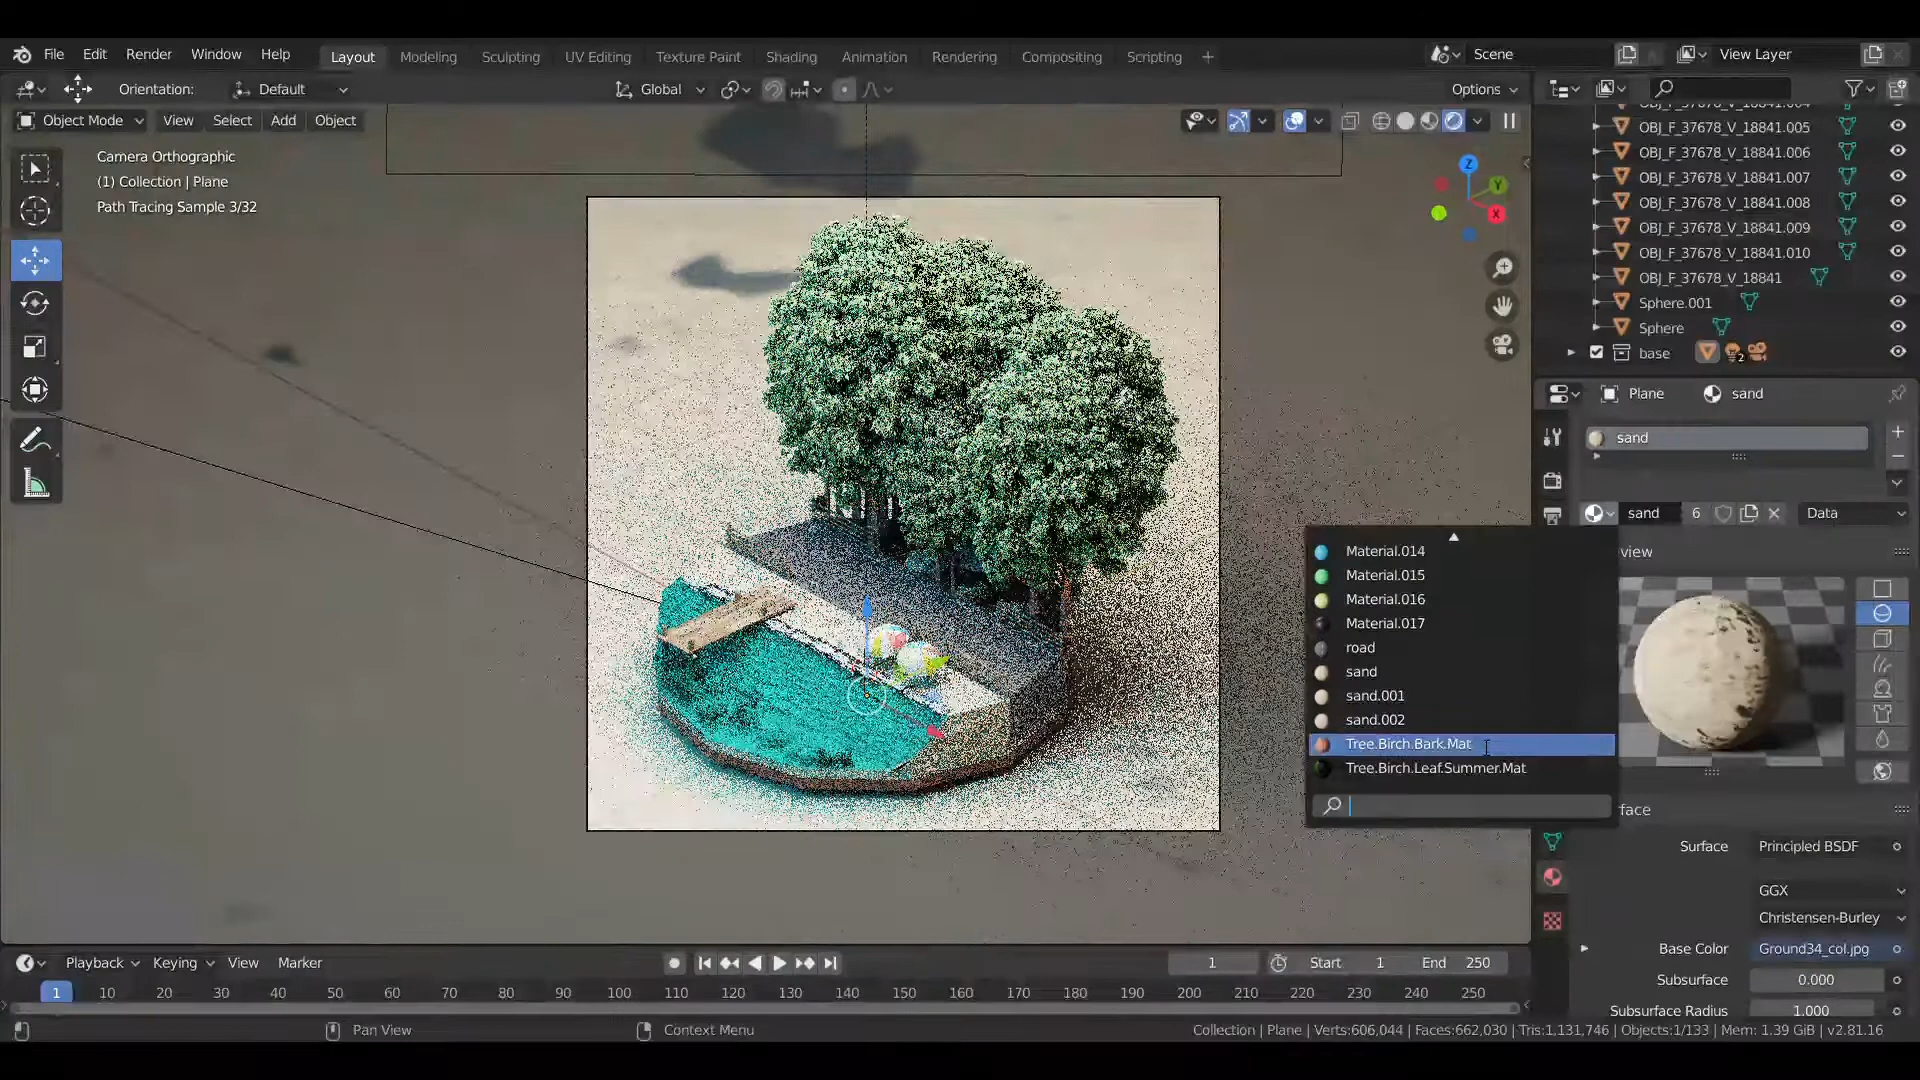 File Edit Render Window Help Layout Modeling Sculpting UV Editing Texture Paint Shading Animation Rendering Compositing Scripting + Scene View Layer
Orientation: Default Global Options
Object Mode View Select Add Object
Camera Orthographic
(1) Collection | Plane
Path Tracing Sample 3/32
Z
Y
X
OBJ_F_37678_V_18841.004
OBJ_F_37678_V_18841.005
OBJ_F_37678_V_18841.006
OBJ_F_37678_V_18841.007
OBJ_F_37678_V_18841.008
OBJ_F_37678_V_18841.009
OBJ_F_37678_V_18841.010
OBJ_F_37678_V_18841
Sphere.001
Sphere
base 2
Plane sand
sand
sand 6 Data
view
Material.014
Material.015
Material.016
Material.017
road
sand
sand.001
sand.002
Tree.Birch.Bark.Mat
Tree.Birch.Leaf.Summer.Mat
face
Surface Principled BSDF
GGX
Christensen-Burley
Base Color Ground34_col.jpg
Subsurface 0.000
Subsurface Radius 1.000
Playback Keying View Marker 1 Start 1 End 250
1 10 20 30 40 50 60 70 80 90 100 110 120 130 140 150 160 170 180 190 200 210 220 230 240 250
Pan View Context Menu Collection | Plane | Verts:606,044 | Faces:662,030 | Tris:1,131,746 | Objects:1/133 | Mem: 1.39 GiB | v2.81.16